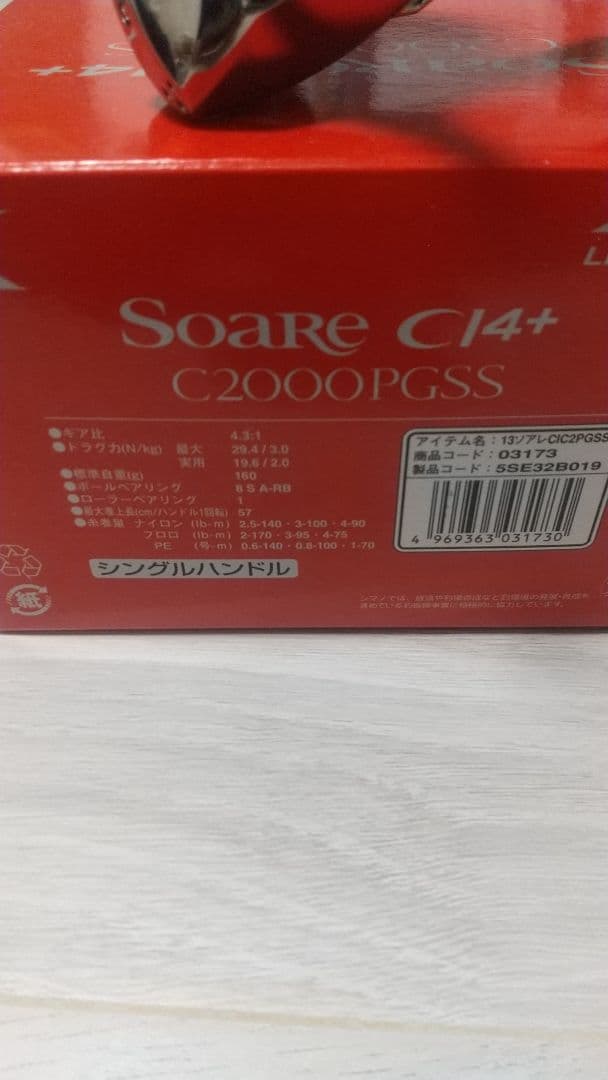 Soare CI4+
C2000PGSS
●ギア比 4.3:1
●ドラグ力(N/kg) 最大 29.4/3.0
実用 19.6/2.0
●標準自重(g) 160
●ボールベアリング 8 S A-RB
●ローラーベアリング 1
●最大巻上長(cm/ハンドル1回転) 57
●糸巻量 ナイロン (lb-m) 2.5-140・3-100・4-90
フロロ (lb-m) 2-170・3-95・4-75
PE (号-m) 0.6-140・0.8-100・1-70
シングルハンドル
アイテム名：13ソアレCIC2PGSS
商品コード：03173
製品コード：5SE32B019
4 969363 031730
紙